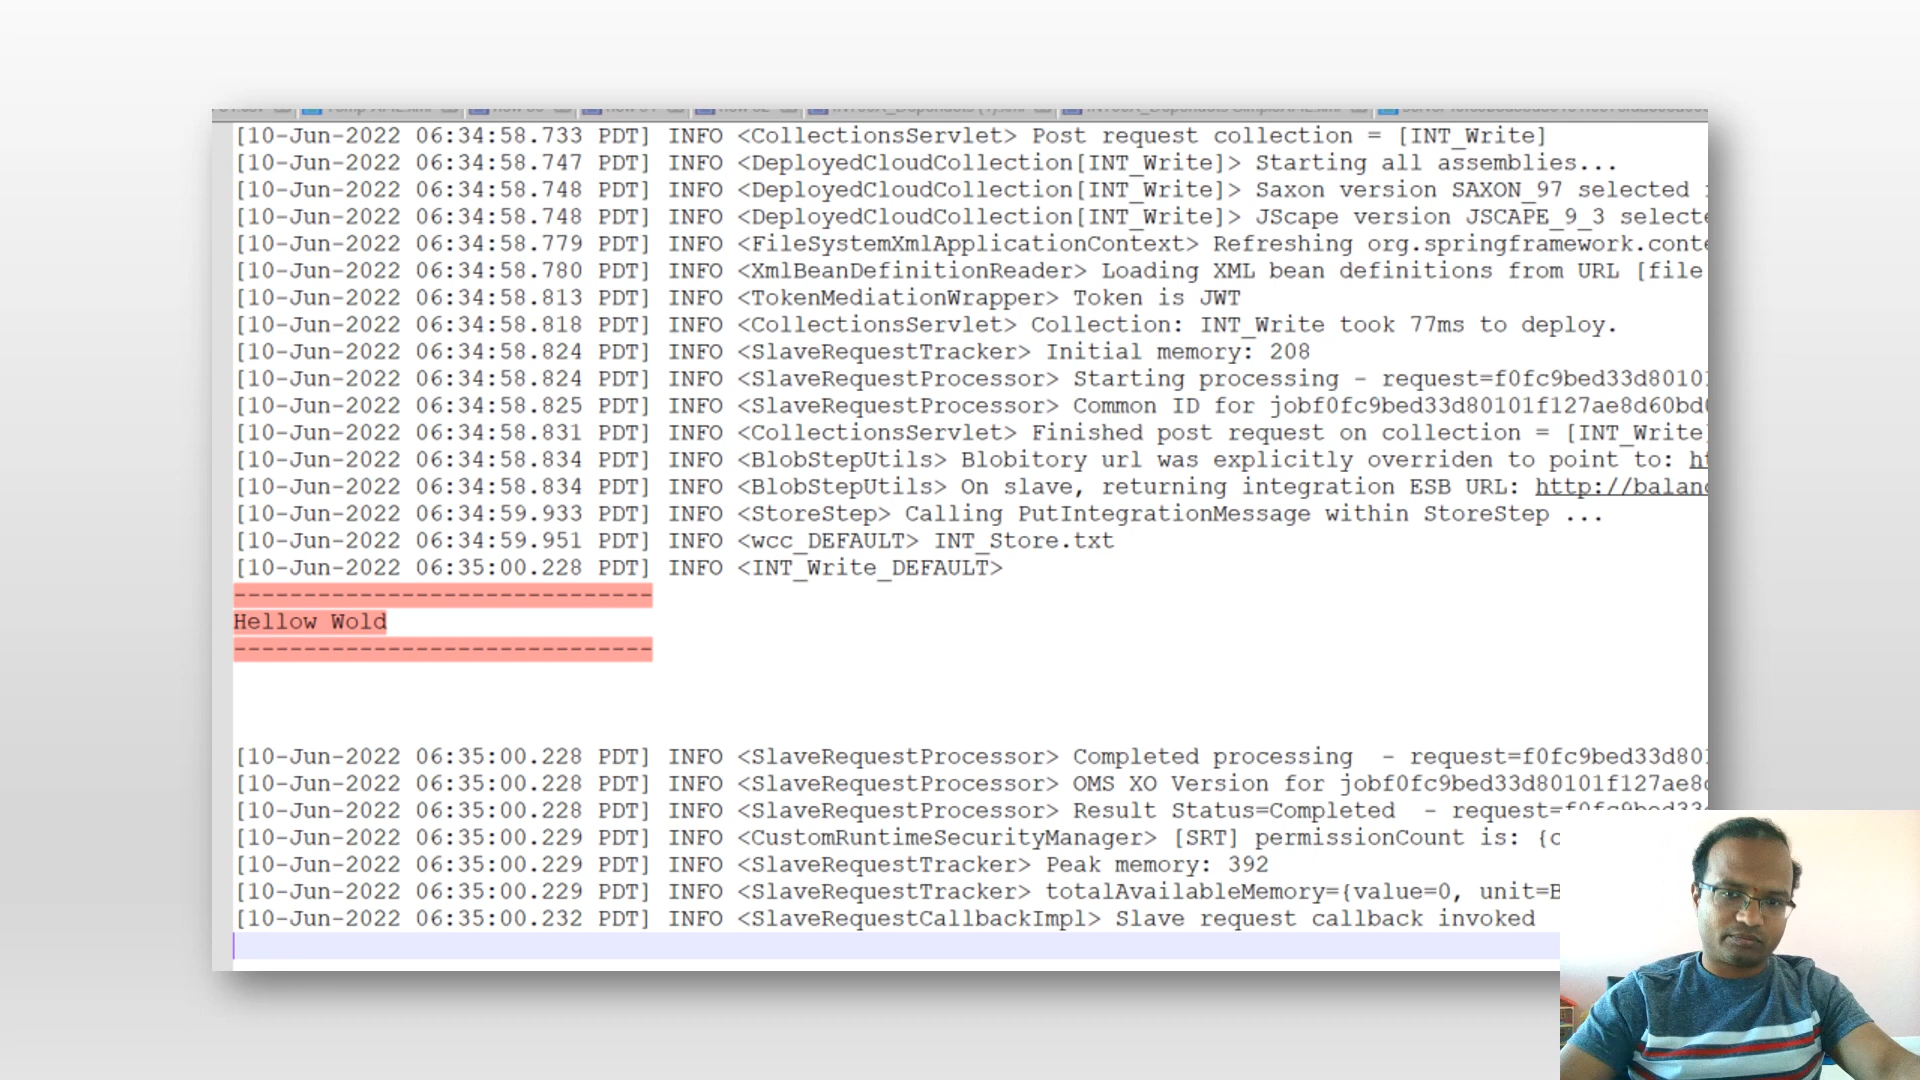 [10-Jun-2022 06:34:58.733 PDT] INFO <CollectionsServlet> Post request collection = [INT_Write]
[10-Jun-2022 06:34:58.747 PDT] INFO <DeployedCloudCollection[INT_Write]> Starting all assemblies...
[10-Jun-2022 06:34:58.748 PDT] INFO <DeployedCloudCollection[INT_Write]> Saxon version SAXON_97 selected
[10-Jun-2022 06:34:58.748 PDT] INFO <DeployedCloudCollection[INT_Write]> JScape version JSCAPE_9_3 selecte
[10-Jun-2022 06:34:58.779 PDT] INFO <FileSystemXmlApplicationContext> Refreshing org.springframework.conte
[10-Jun-2022 06:34:58.780 PDT] INFO <XmlBeanDefinitionReader> Loading XML bean definitions from URL [file
[10-Jun-2022 06:34:58.813 PDT] INFO <TokenMediationWrapper> Token is JWT
[10-Jun-2022 06:34:58.818 PDT] INFO <CollectionsServlet> Collection: INT_Write took 77ms to deploy.
[10-Jun-2022 06:34:58.824 PDT] INFO <SlaveRequestTracker> Initial memory: 208
[10-Jun-2022 06:34:58.824 PDT] INFO <SlaveRequestProcessor> Starting processing - request=f0fc9bed33d80101
[10-Jun-2022 06:34:58.825 PDT] INFO <SlaveRequestProcessor> Common ID for jobf0fc9bed33d80101f127ae8d60bd0
[10-Jun-2022 06:34:58.831 PDT] INFO <CollectionsServlet> Finished post request on collection = [INT_Write]
[10-Jun-2022 06:34:58.834 PDT] INFO <BlobStepUtils> Blobitory url was explicitly overriden to point to: ht
[10-Jun-2022 06:34:58.834 PDT] INFO <BlobStepUtils> On slave, returning integration ESB URL: http://balanc
[10-Jun-2022 06:34:59.933 PDT] INFO <StoreStep> Calling PutIntegrationMessage within StoreStep ...
[10-Jun-2022 06:34:59.951 PDT] INFO <wcc_DEFAULT> INT_Store.txt
[10-Jun-2022 06:35:00.228 PDT] INFO <INT_Write_DEFAULT>
------------------------------
Hellow Wold
------------------------------
[10-Jun-2022 06:35:00.228 PDT] INFO <SlaveRequestProcessor> Completed processing  - request=f0fc9bed33d801
[10-Jun-2022 06:35:00.228 PDT] INFO <SlaveRequestProcessor> OMS XO Version for jobf0fc9bed33d80101f127ae8d
[10-Jun-2022 06:35:00.228 PDT] INFO <SlaveRequestProcessor> Result Status=Completed  - request=f0fc9bed33d
[10-Jun-2022 06:35:00.229 PDT] INFO <CustomRuntimeSecurityManager> [SRT] permissionCount is: {c
[10-Jun-2022 06:35:00.229 PDT] INFO <SlaveRequestTracker> Peak memory: 392
[10-Jun-2022 06:35:00.229 PDT] INFO <SlaveRequestTracker> totalAvailableMemory={value=0, unit=B
[10-Jun-2022 06:35:00.232 PDT] INFO <SlaveRequestCallbackImpl> Slave request callback invoked